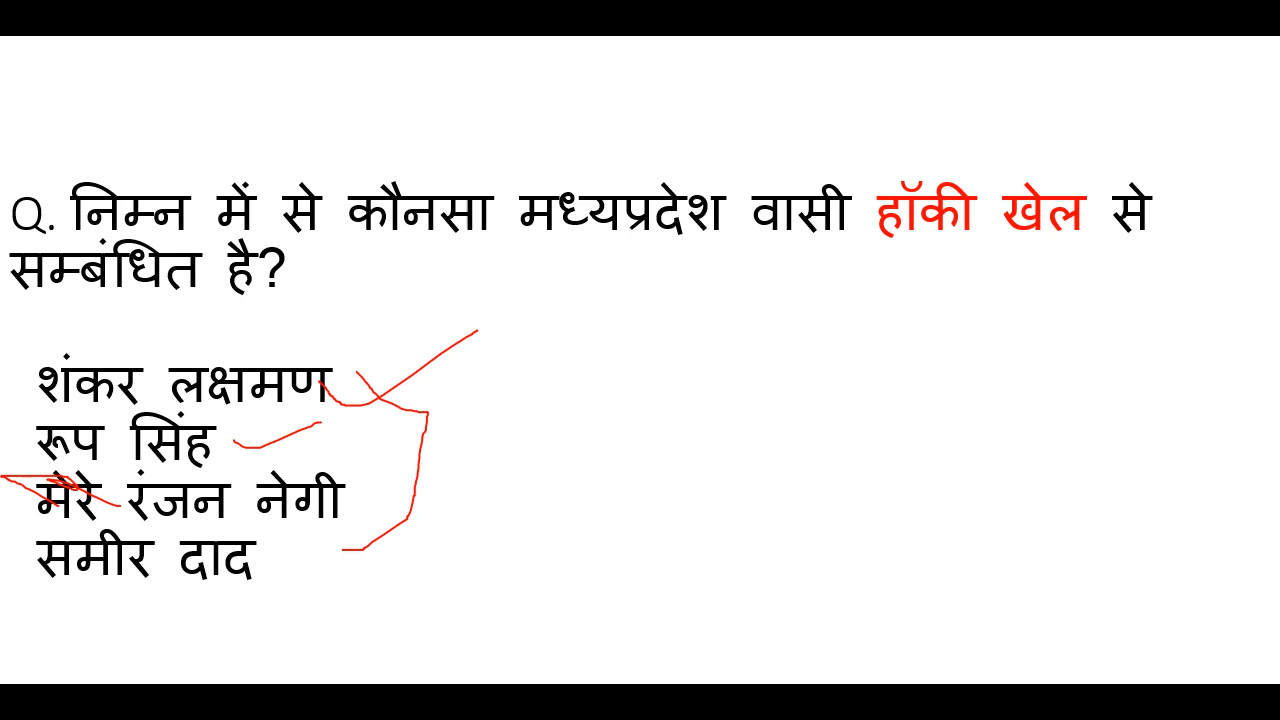 Q. निम्न में से कौनसा मध्यप्रदेश वासी हॉकी खेल से
सम्बंधित है?
शंकर लक्षमण
रूप सिंह
मेरे रंजन नेगी
समीर दाद